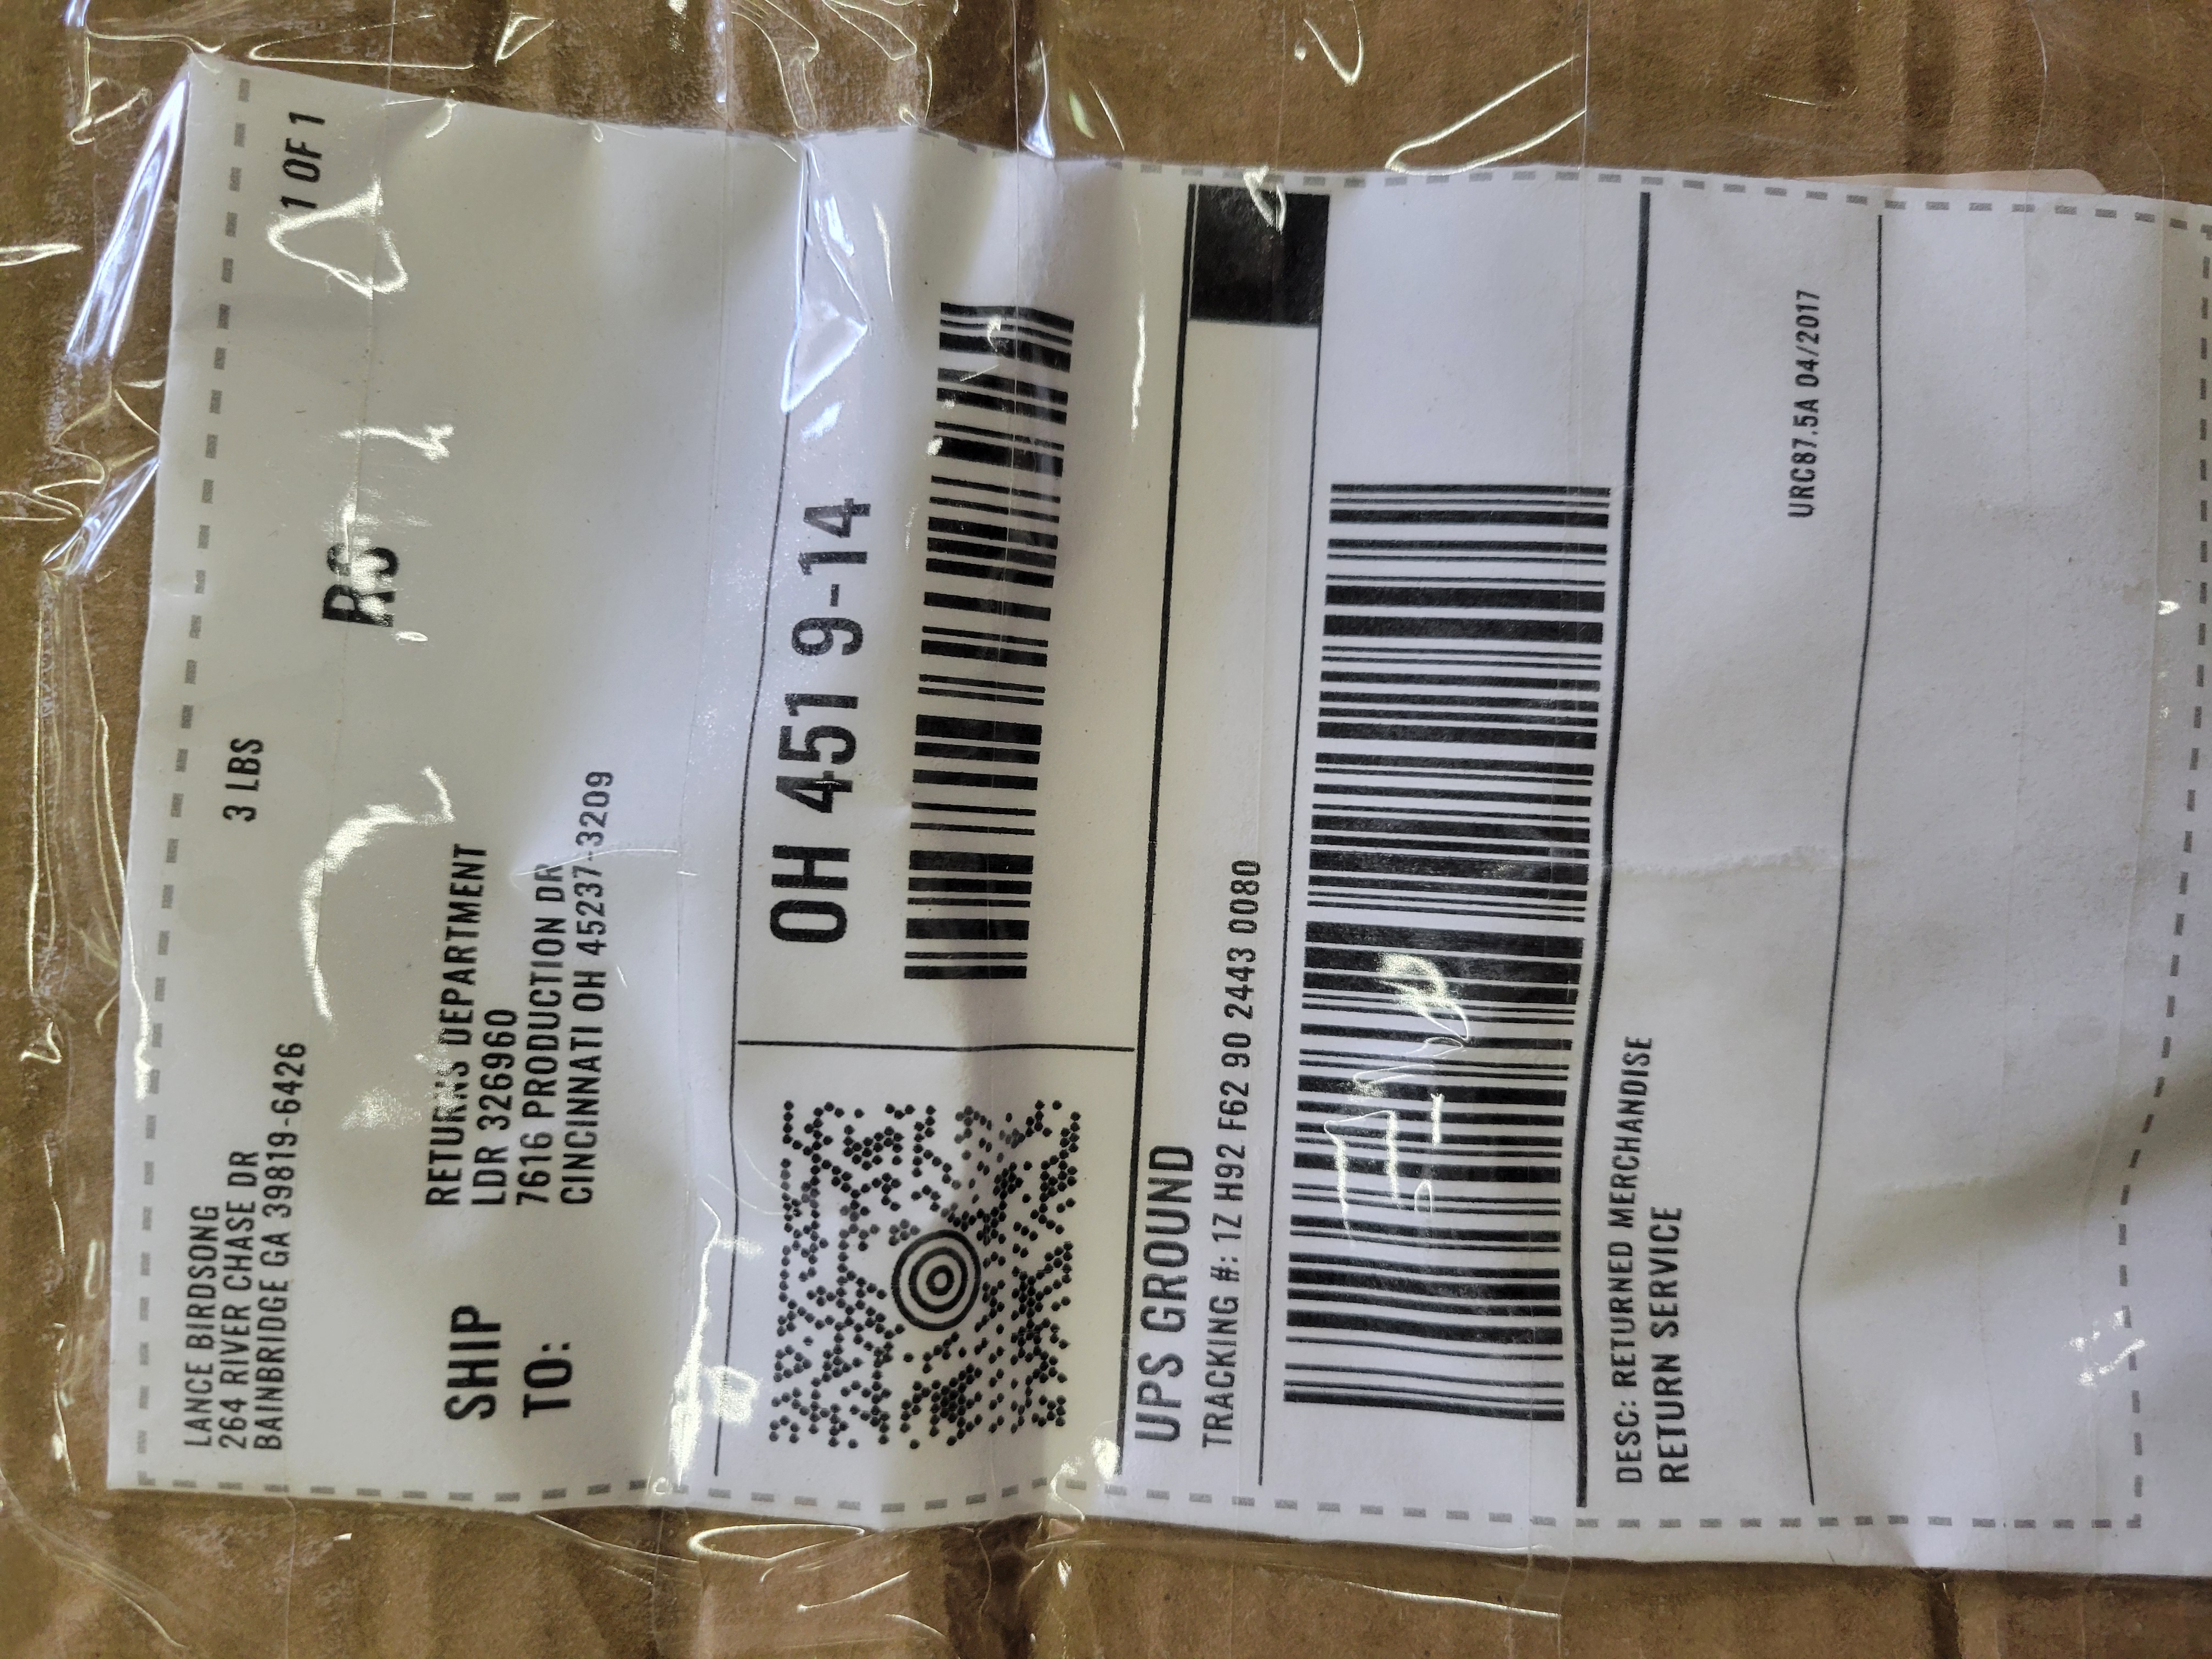 LANCE BIRDSONG
264 RIVER CHASE DR
BAINBRIDGE GA 39819-6426
3 LBS
1 OF 1
RS
SHIP
TO:
RETURNS DEPARTMENT
LDR 326960
7616 PRODUCTION DR
CINCINNATI OH 45237-3209
OH 451 9-14
UPS GROUND
TRACKING #: 1Z H92 F62 90 2443 0080
DESC: RETURNED MERCHANDISE
RETURN SERVICE
URC87.5A 04/2017